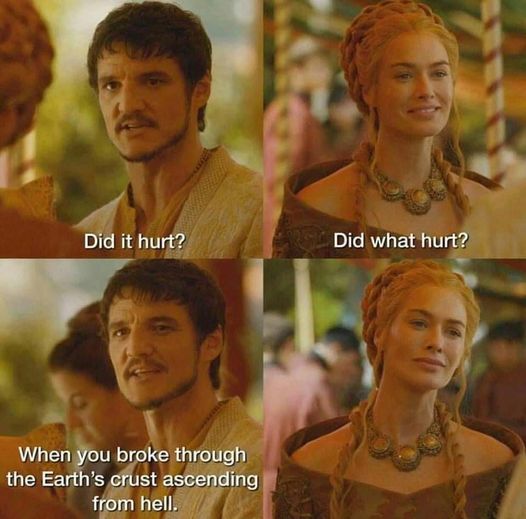 Did it hurt?
Did what hurt?
When you broke through
the Earth's crust ascending
from hell.